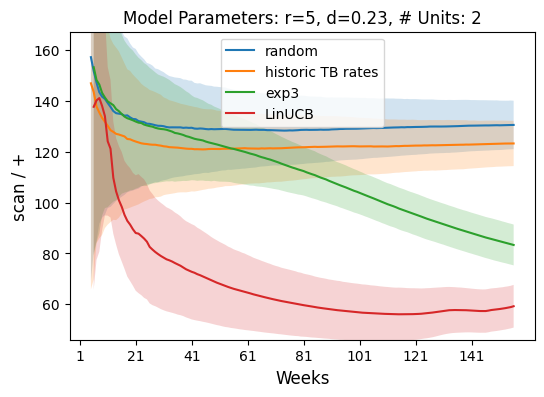 Model Parameters: r=5, d=0.23, # Units: 2
random
historic TB rates
exp3
LinUCB
scan / +
160
140
120
100
80
60
1 21 41 61 81 101 121 141
Weeks